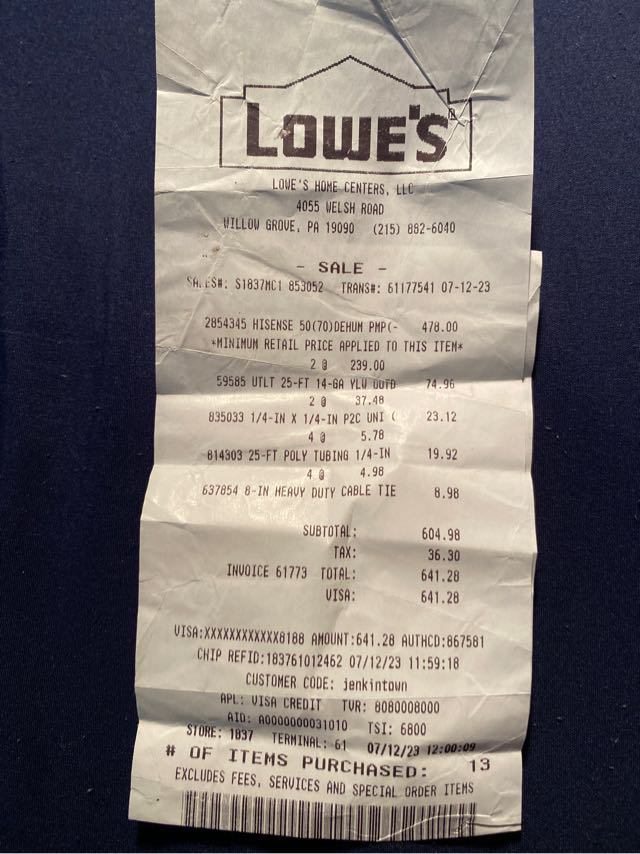 LOWE'S
LOWE'S HOME CENTERS, LLC
4055 WELSH ROAD
WILLOW GROVE, PA 19090 (215) 882-6040
- SALE -
SALES#: S1837MC1 853052 TRANS#: 61177541 07-12-23
2854345 HISENSE 50(70)DEHUM PMP(- 478.00
*MINIMUM RETAIL PRICE APPLIED TO THIS ITEM*
2 @ 239.00
59585 UTLT 25-FT 14-GA YLW OUTD 74.96
2 @ 37.48
835033 1/4-IN X 1/4-IN P2C UNI ( 23.12
4 @ 5.78
814303 25-FT POLY TUBING 1/4-IN 19.92
4 @ 4.98
637854 8-IN HEAVY DUTY CABLE TIE 8.98
SUBTOTAL: 604.98
TAX: 36.30
INVOICE 61773 TOTAL: 641.28
VISA: 641.28
VISA:XXXXXXXXXXXX8188 AMOUNT:641.28 AUTHCD:867581
CHIP REFID:183761012462 07/12/23 11:59:18
CUSTOMER CODE: jenkintown
APL: VISA CREDIT TVR: 8080008000
AID: A0000000031010 TSI: 6800
STORE: 1837 TERMINAL: 61 07/12/23 12:00:09
# OF ITEMS PURCHASED: 13
EXCLUDES FEES, SERVICES AND SPECIAL ORDER ITEMS